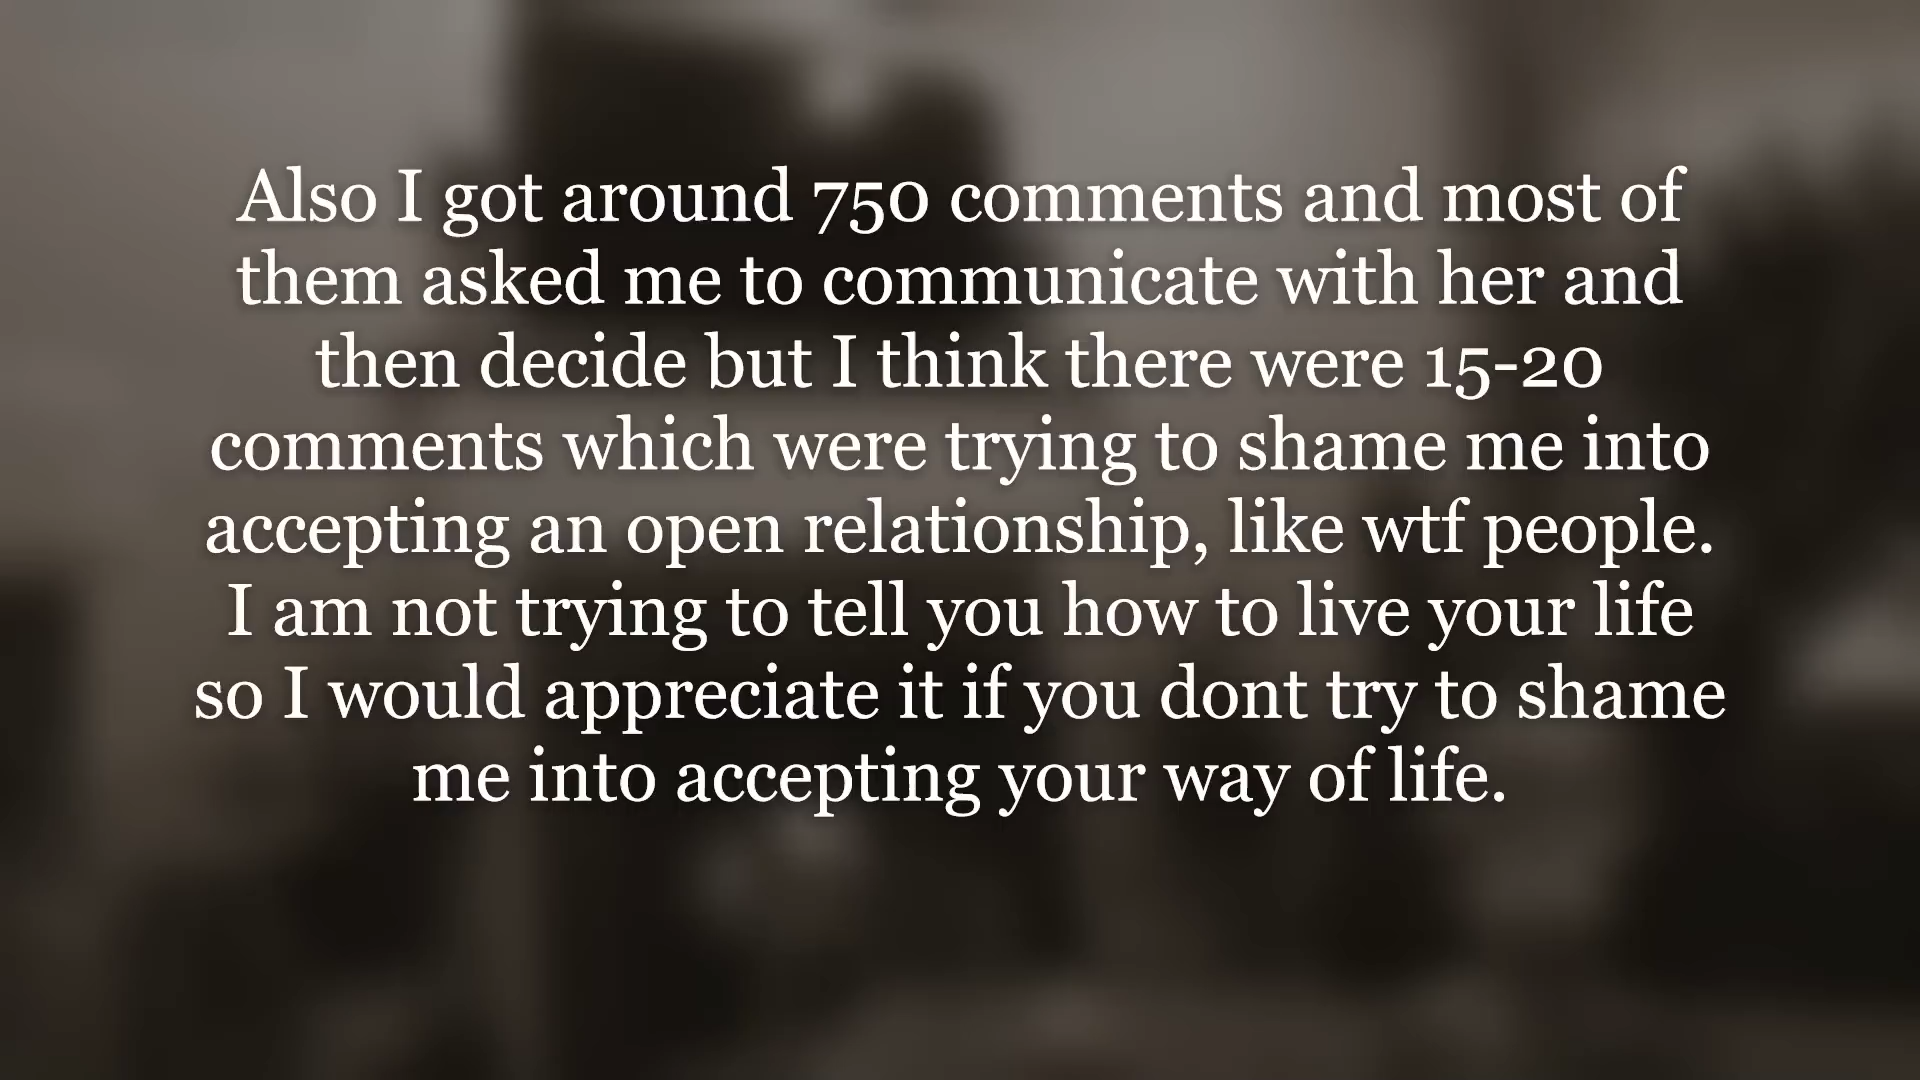 Also I got around 750 comments and most of
them asked me to communicate with her and
then decide but I think there were 15-20
comments which were trying to shame me into
accepting an open relationship, like wtf people.
I am not trying to tell you how to live your life
so I would appreciate it if you dont try to shame
me into accepting your way of life.